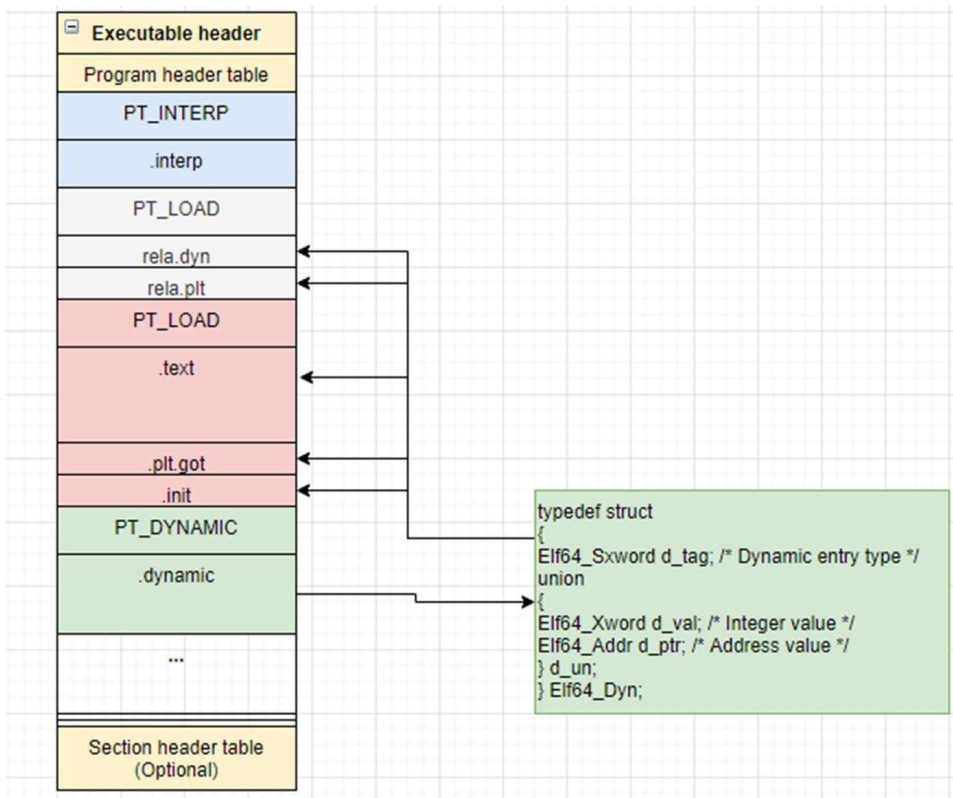 Executable header
Program header table
PT_INTERP
.interp
PT_LOAD
rela.dyn
rela.plt
PT_LOAD
.text
.plt.got
.init
PT_DYNAMIC
.dynamic
...
Section header table
(Optional)
typedef struct
{
Elf64_Sxword d_tag; /* Dynamic entry type */
union
{
Elf64_Xword d_val; /* Integer value */
Elf64_Addr d_ptr; /* Address value */
} d_un;
} Elf64_Dyn;